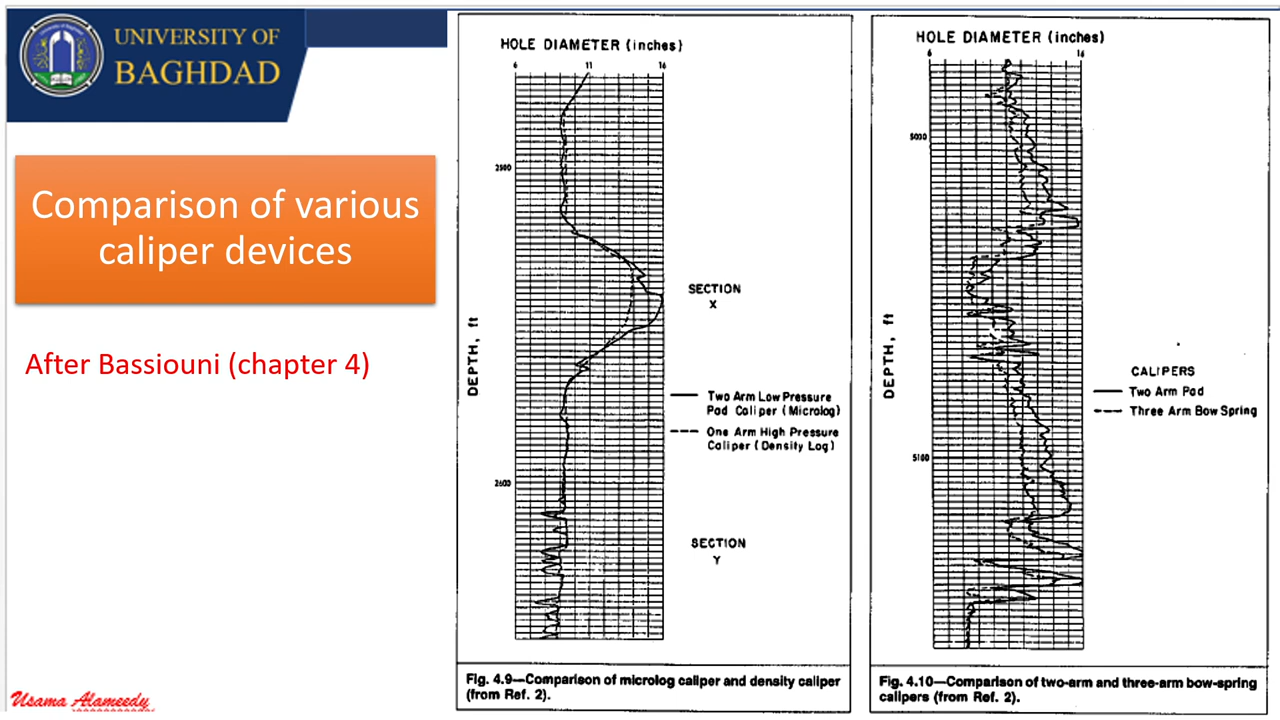 UNIVERSITY OF
BAGHDAD
Comparison of various
caliper devices
After Bassiouni (chapter 4)
Usama Alameedy
HOLE DIAMETER (inches)
6 11 16
2500
2600
DEPTH, ft
SECTION
X
Two Arm Low Pressure
Pad Caliper (Microlog)
One Arm High Pressure
Caliper (Density Log)
SECTION
Y
Fig. 4.9—Comparison of microlog caliper and density caliper
(from Ref. 2).
HOLE DIAMETER (inches)
6 16
5000
5100
DEPTH, ft
CALIPERS
Two Arm Pad
Three Arm Bow Spring
Fig. 4.10—Comparison of two-arm and three-arm bow-spring
calipers (from Ref. 2).